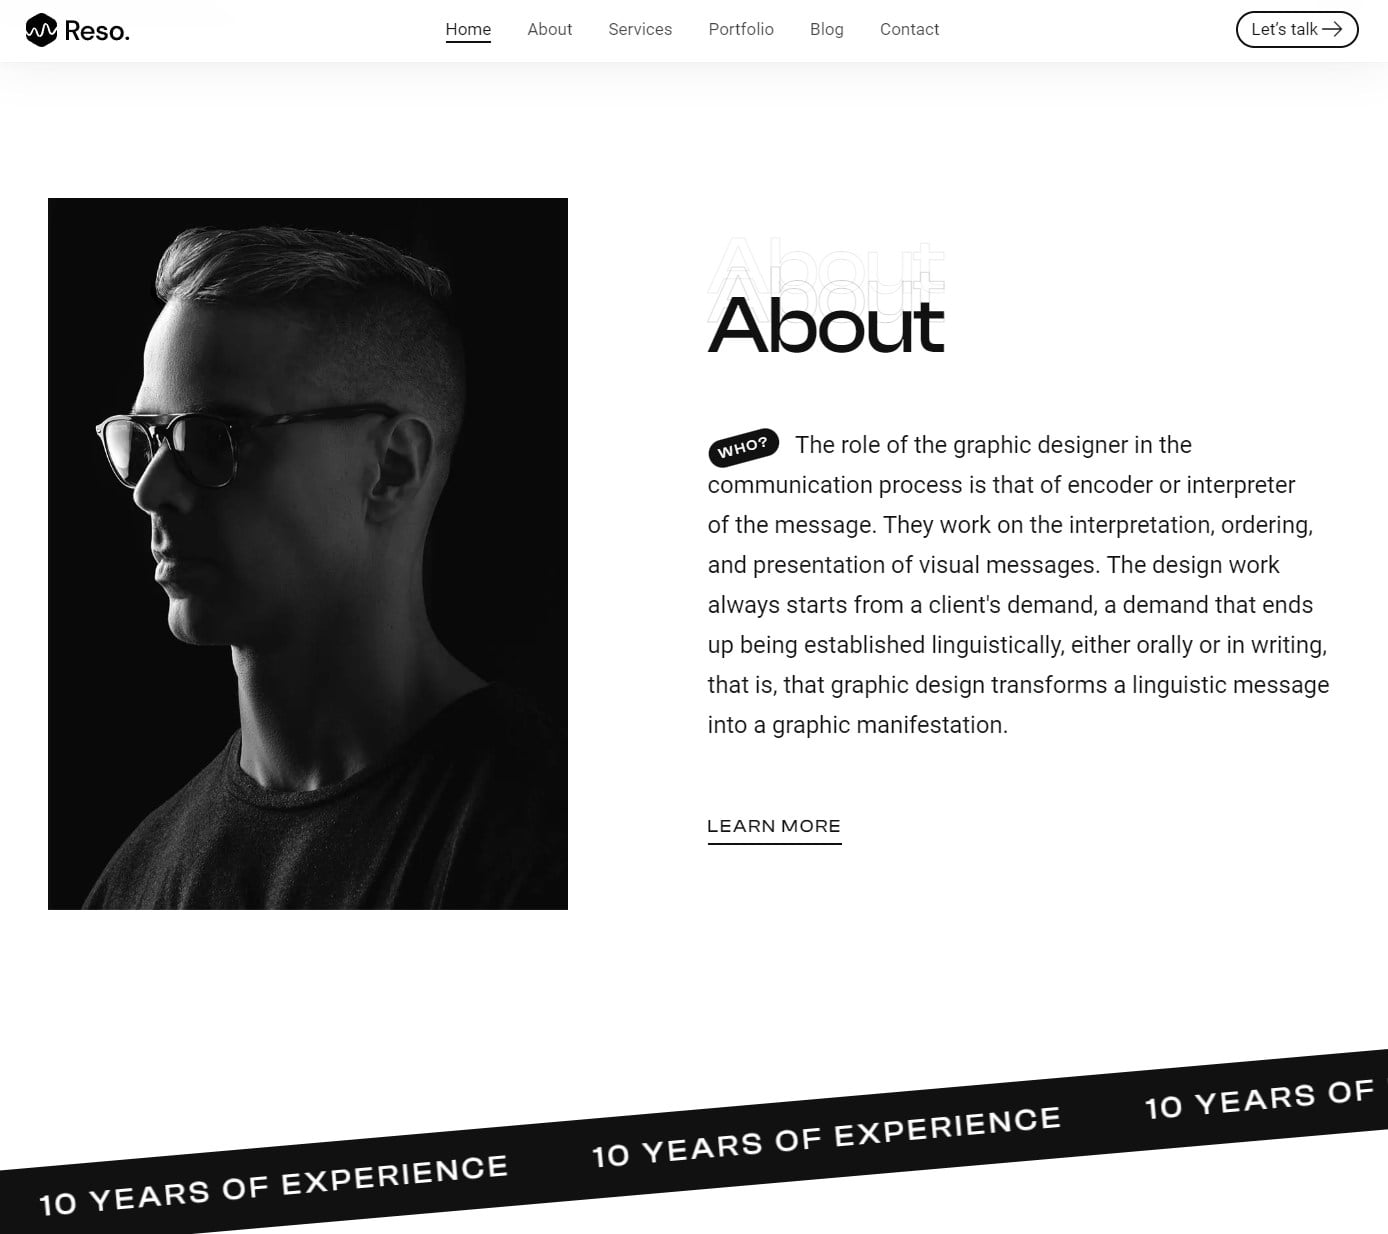 Reso.
Home About Services Portfolio Blog Contact
Let's talk
About
About
About
WHO? The role of the graphic designer in the
communication process is that of encoder or interpreter
of the message. They work on the interpretation, ordering,
and presentation of visual messages. The design work
always starts from a client's demand, a demand that ends
up being established linguistically, either orally or in writing,
that is, that graphic design transforms a linguistic message
into a graphic manifestation.
LEARN MORE
10 YEARS OF EXPERIENCE 10 YEARS OF EXPERIENCE 10 YEARS OF